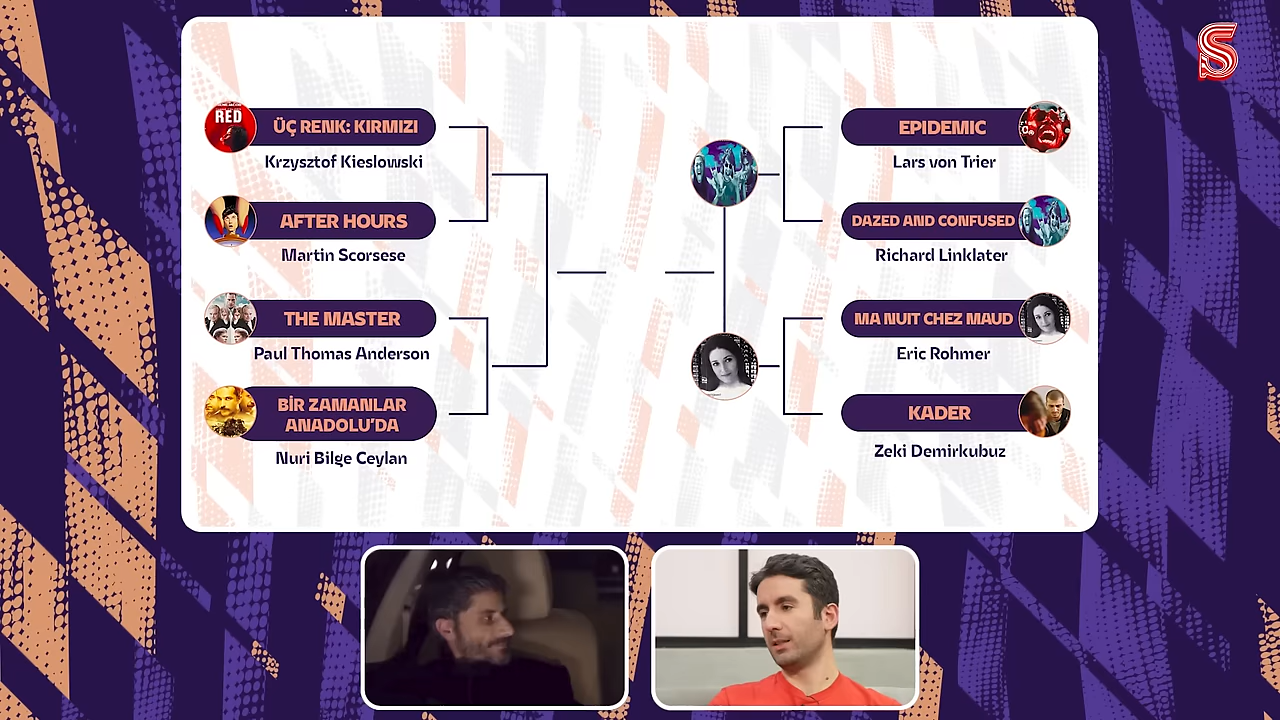 RED
ÜÇ RENK: KIRMIZI
Krzysztof Kieslowski
AFTER HOURS
Martin Scorsese
THE MASTER
Paul Thomas Anderson
BİR ZAMANLAR
ANADOLU'DA
Nuri Bilge Ceylan
EPIDEMIC
Lars von Trier
DAZED AND CONFUSED
Richard Linklater
MA NUIT CHEZ MAUD
Eric Rohmer
KADER
Zeki Demirkubuz
S